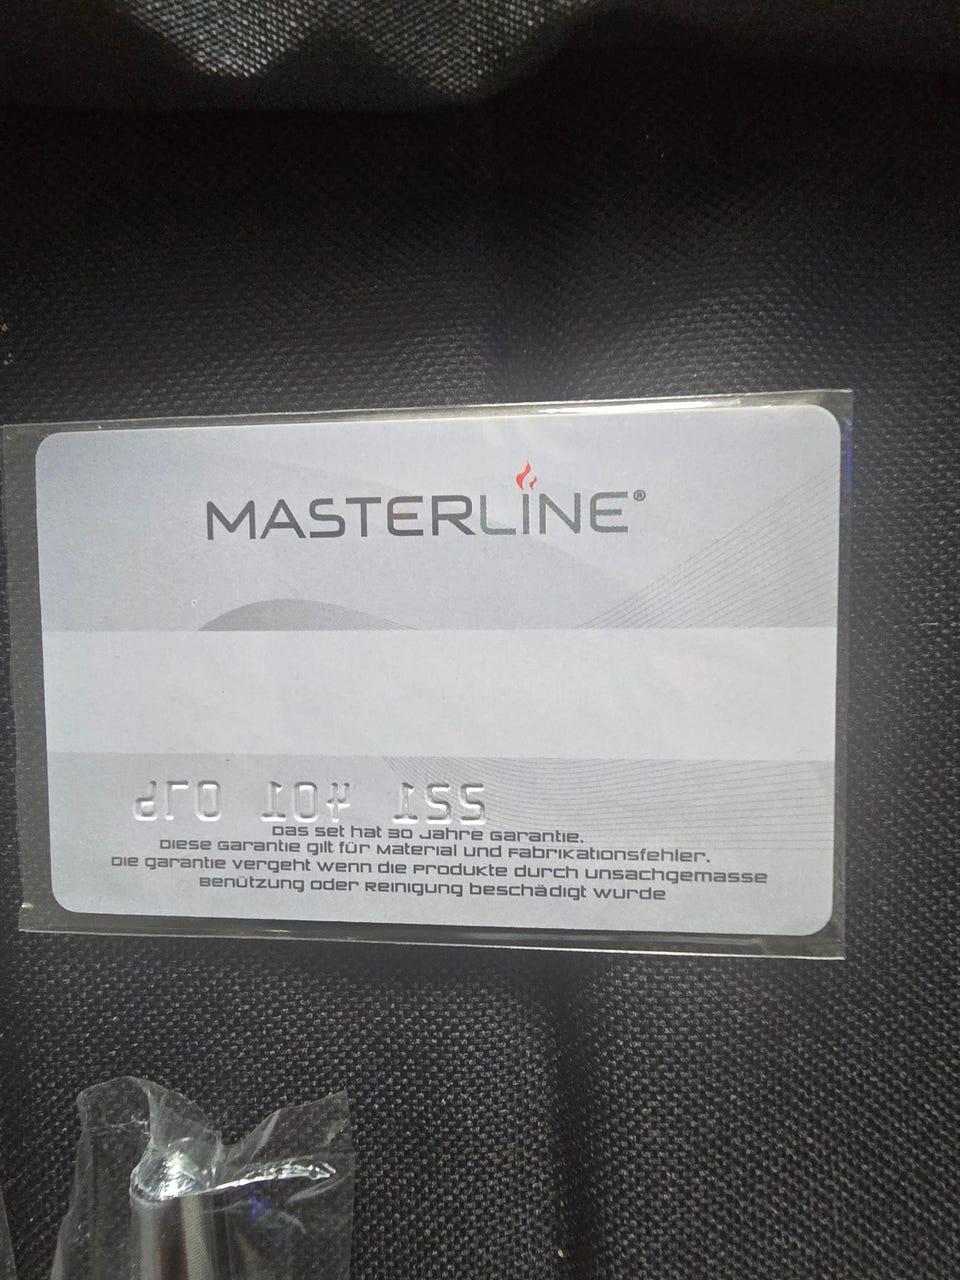 MASTERLINE®
Das Set hat 30 Jahre Garantie.
Diese Garantie gilt für Material und Fabrikationsfehler.
Die garantie vergeht wenn die Produkte durch unsachgemasse
Benützung oder Reinigung beschädigt wurde